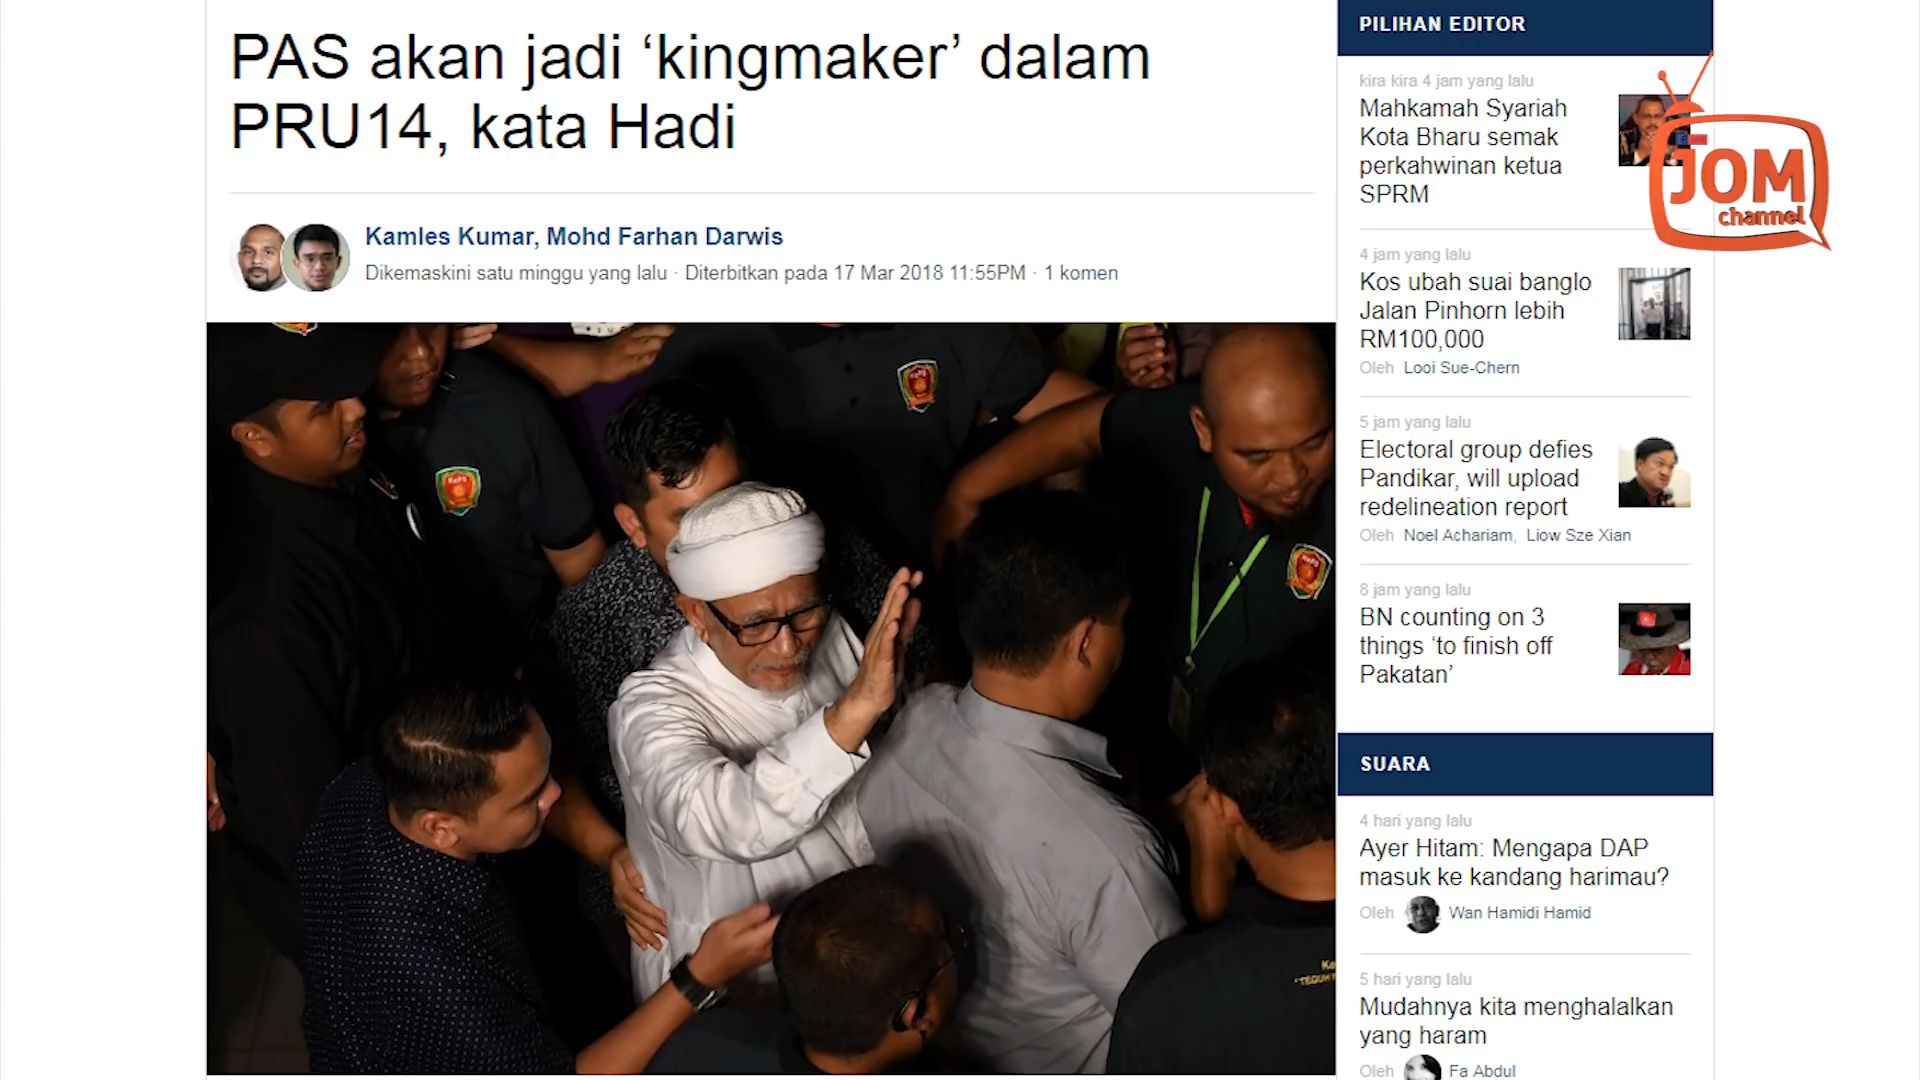 PAS akan jadi ‘kingmaker’ dalam
PRU14, kata Hadi
Kamles Kumar, Mohd Farhan Darwis
Dikemaskini satu minggu yang lalu · Diterbitkan pada 17 Mar 2018 11:55PM · 1 komen
PILIHAN EDITOR
kira kira 4 jam yang lalu
Mahkamah Syariah
Kota Bharu semak
perkahwinan ketua
SPRM
JOM
channel
4 jam yang lalu
Kos ubah suai banglo
Jalan Pinhorn lebih
RM100,000
Oleh Looi Sue-Chern
5 jam yang lalu
Electoral group defies
Pandikar, will upload
redelineation report
Oleh Noel Achariam, Liow Sze Xian
8 jam yang lalu
BN counting on 3
things ‘to finish off
Pakatan’
SUARA
4 hari yang lalu
Ayer Hitam: Mengapa DAP
masuk ke kandang harimau?
Oleh Wan Hamidi Hamid
5 hari yang lalu
Mudahnya kita menghalalkan
yang haram
Oleh Fa Abdul